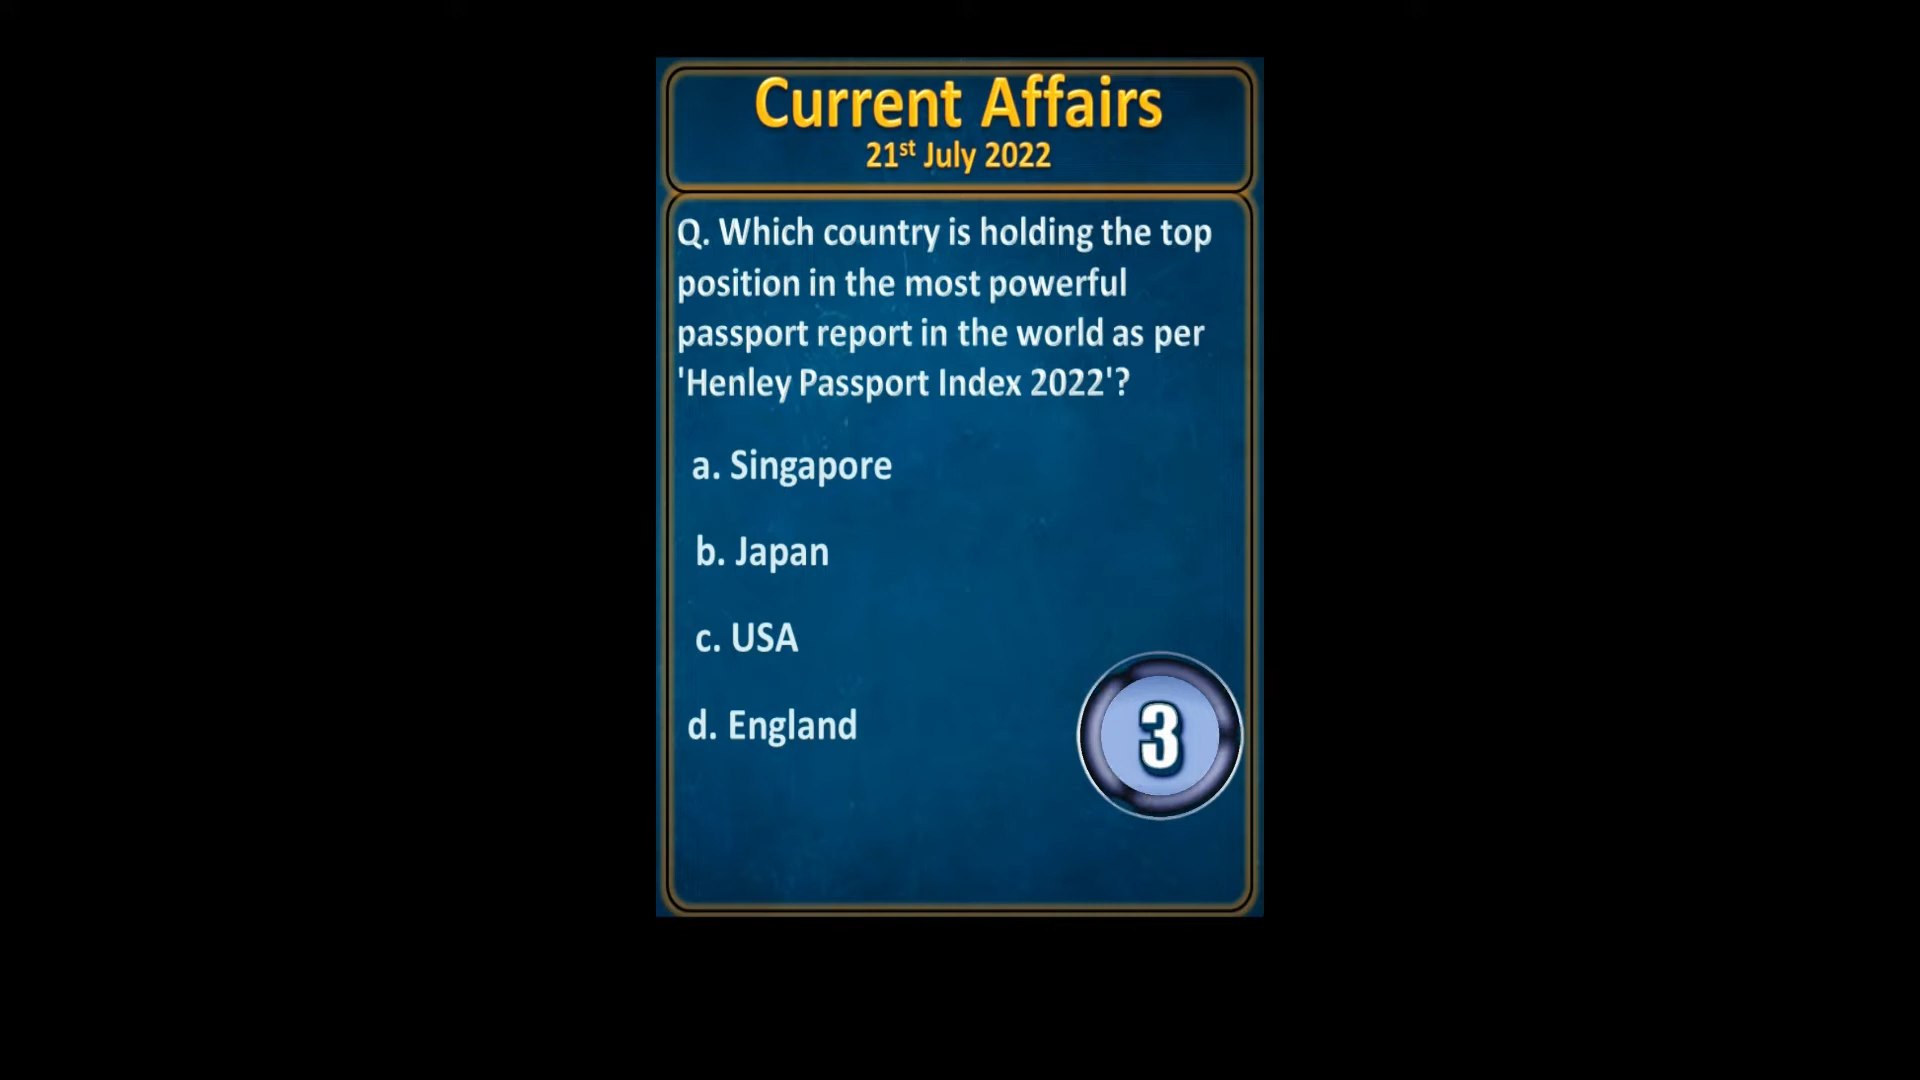 Current Affairs
21st July 2022
Q. Which country is holding the top
position in the most powerful
passport report in the world as per
'Henley Passport Index 2022'?
a. Singapore
b. Japan
c. USA
d. England
3